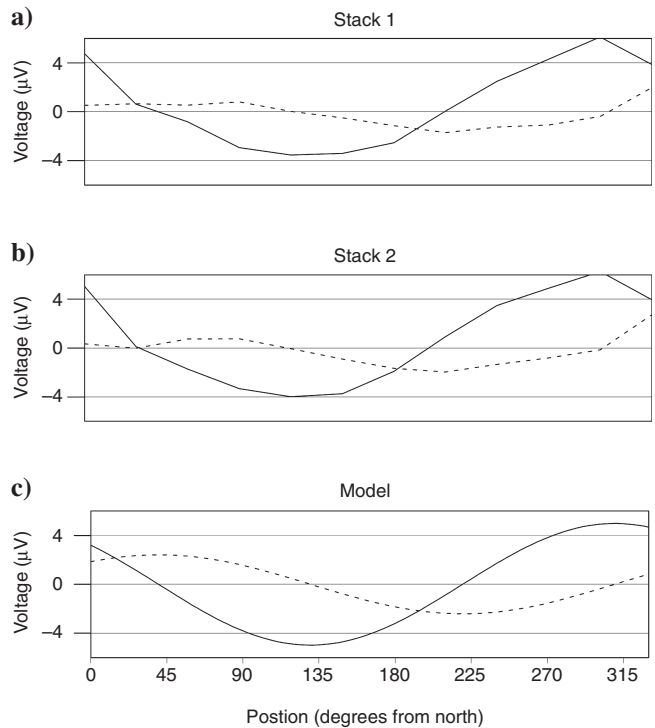 a)
Stack 1
Voltage (μV)
4
0
−4
b)
Stack 2
Voltage (μV)
4
0
−4
c)
Model
Voltage (μV)
4
0
−4
0 45 90 135 180 225 270 315
Postion (degrees from north)